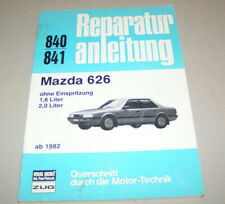 Reparatur
840
841
anleitung
Mazda 626
ohne Einspritzung
1,6 Liter
2,0 Liter
ab 1982
ZUG
Querschnitt
durch die Motor-Technik